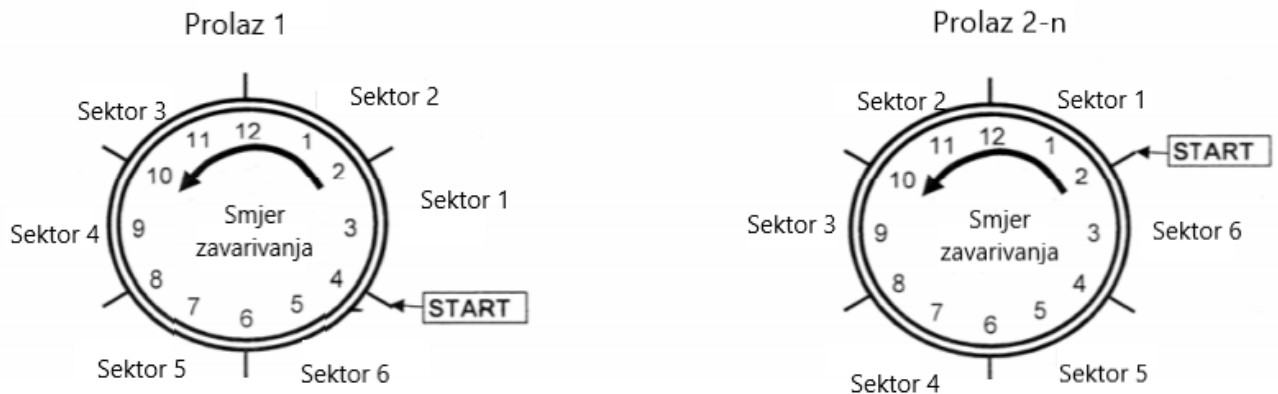 Prolaz 1
Sektor 3
Sektor 2
11 12 1
10 2
Smjer
zavarivanja
Sektor 4
9 3
Sektor 1
8 4
START
7 6 5
Sektor 5
Sektor 6
Prolaz 2-n
Sektor 2
Sektor 1
11 12 1
START
10 2
Smjer
zavarivanja
Sektor 3
9 3
Sektor 6
8 4
7 6 5
Sektor 4
Sektor 5